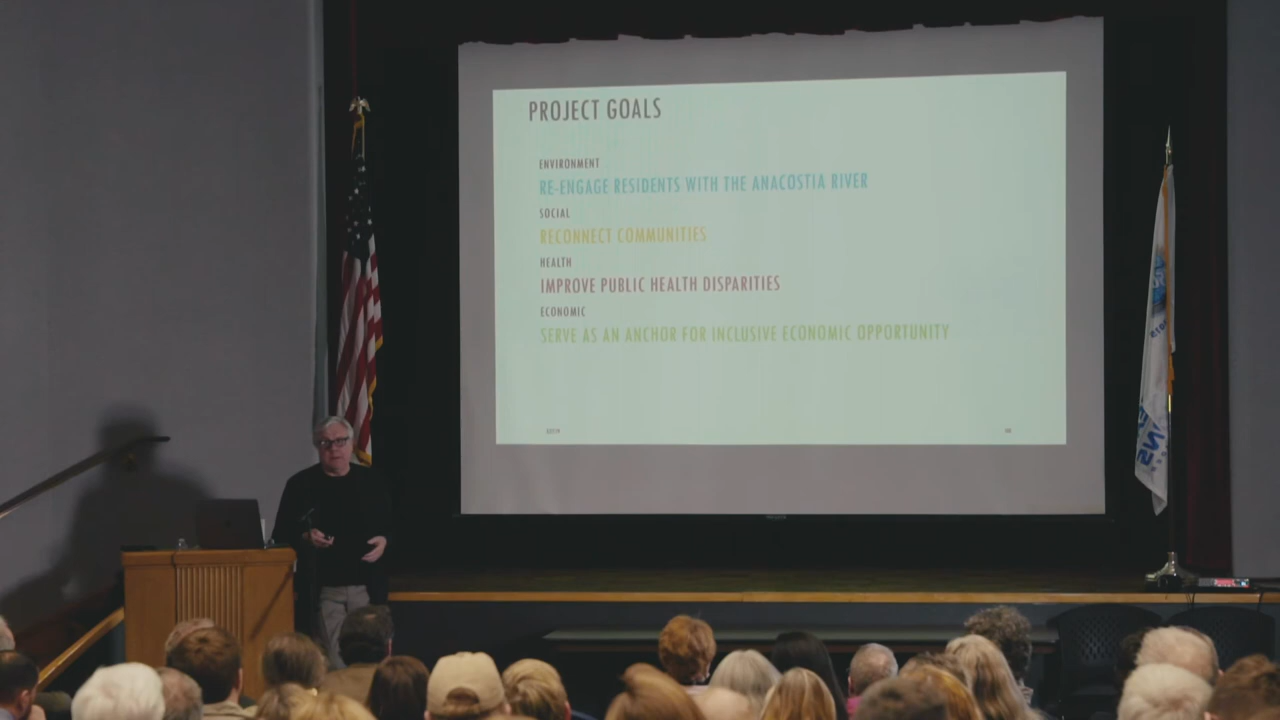 PROJECT GOALS
ENVIRONMENT
RE-ENGAGE RESIDENTS WITH THE ANACOSTIA RIVER
SOCIAL
RECONNECT COMMUNITIES
HEALTH
IMPROVE PUBLIC HEALTH DISPARITIES
ECONOMIC
SERVE AS AN ANCHOR FOR INCLUSIVE ECONOMIC OPPORTUNITY